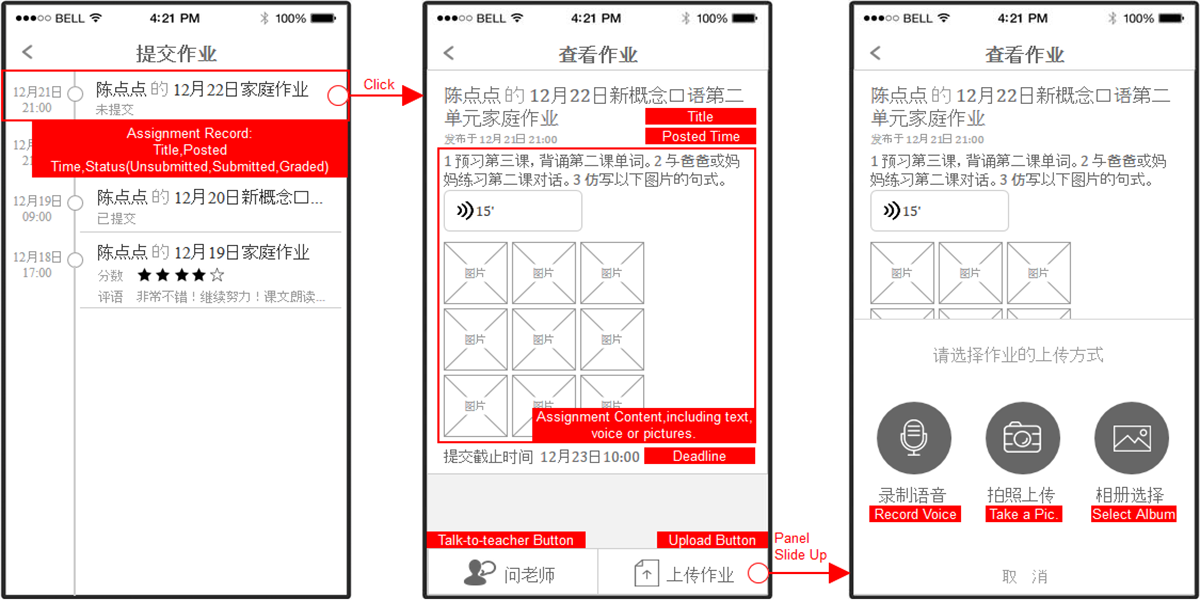 BELL 4:21 PM 100%
提交作业
12月21日
21:00
陈点点 的 12月22日家庭作业
未提交
Assignment Record:
Title,Posted
Time,Status(Unsubmitted,Submitted,Graded)
12月19日
09:00
陈点点 的 12月20日新概念口...
已提交
12月18日
17:00
陈点点 的 12月19日家庭作业
分数
评语 非常不错！继续努力！课文朗读...
Click
BELL 4:21 PM 100%
查看作业
陈点点 的 12月22日新概念口语第二
单元家庭作业
Title
发布于 12月21日 21:00
Posted Time
1 预习第三课，背诵第二课单词。2 与爸爸或妈
妈练习第二课对话。3 仿写以下图片的句式。
15'
图片 图片 图片
图片 图片 图片
图片
Assignment Content,including text,
voice or pictures.
提交截止时间 12月23日10:00
Deadline
Talk-to-teacher Button
Upload Button
问老师
上传作业
Panel
Slide Up
BELL 4:21 PM 100%
查看作业
陈点点 的 12月22日新概念口语第二
单元家庭作业
发布于 12月21日 21:00
1 预习第三课，背诵第二课单词。2 与爸爸或妈
妈练习第二课对话。3 仿写以下图片的句式。
15'
图片 图片 图片
请选择作业的上传方式
录制语音 拍照上传 相册选择
Record Voice Take a Pic. Select Album
取 消